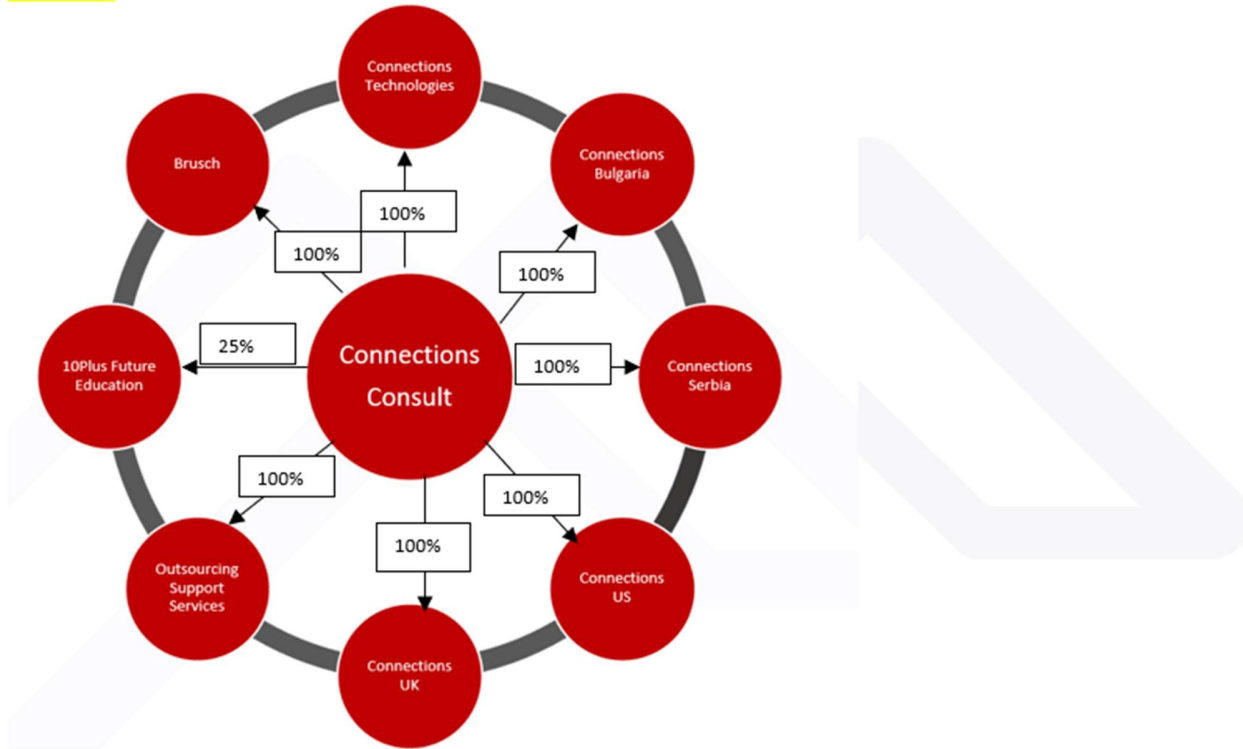 Connections
Technologies
Brusch
Connections
Bulgaria
100%
100%
100%
10Plus Future
Education
25%
Connections
Consult
100%
Connections
Serbia
100%
100%
100%
Outsourcing
Support
Services
Connections
US
Connections
UK